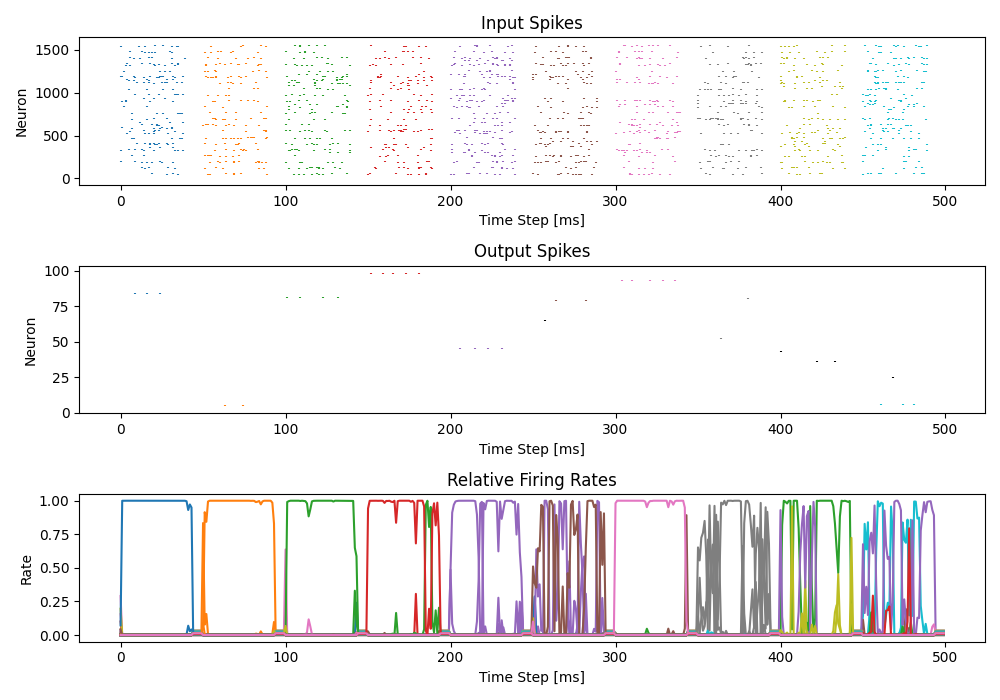 Input Spikes
1500
1000
500
0
Neuron
0 100 200 300 400 500
Time Step [ms]
Output Spikes
100
75
50
25
0
Neuron
0 100 200 300 400 500
Time Step [ms]
Relative Firing Rates
1.00
0.75
0.50
0.25
0.00
Rate
0 100 200 300 400 500
Time Step [ms]